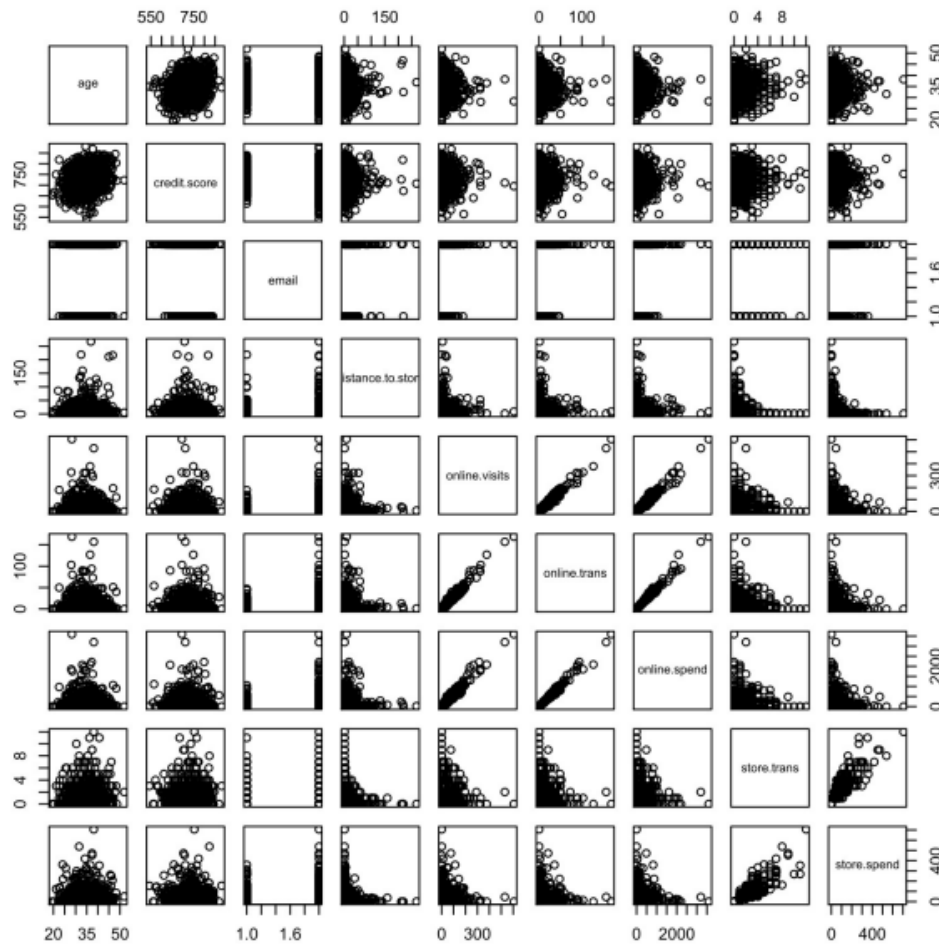 550 750
0 150
0 100
0 4 8
age
20 35 50
550 750
credit.score
email
1.0 1.6
0 150
istance.to.stor
online.visits
0 300
0 100
online.trans
online.spend
0 2000
0 4 8
store.trans
store.spend
0 400
20 35 50
1.0 1.6
0 300
0 2000
0 400